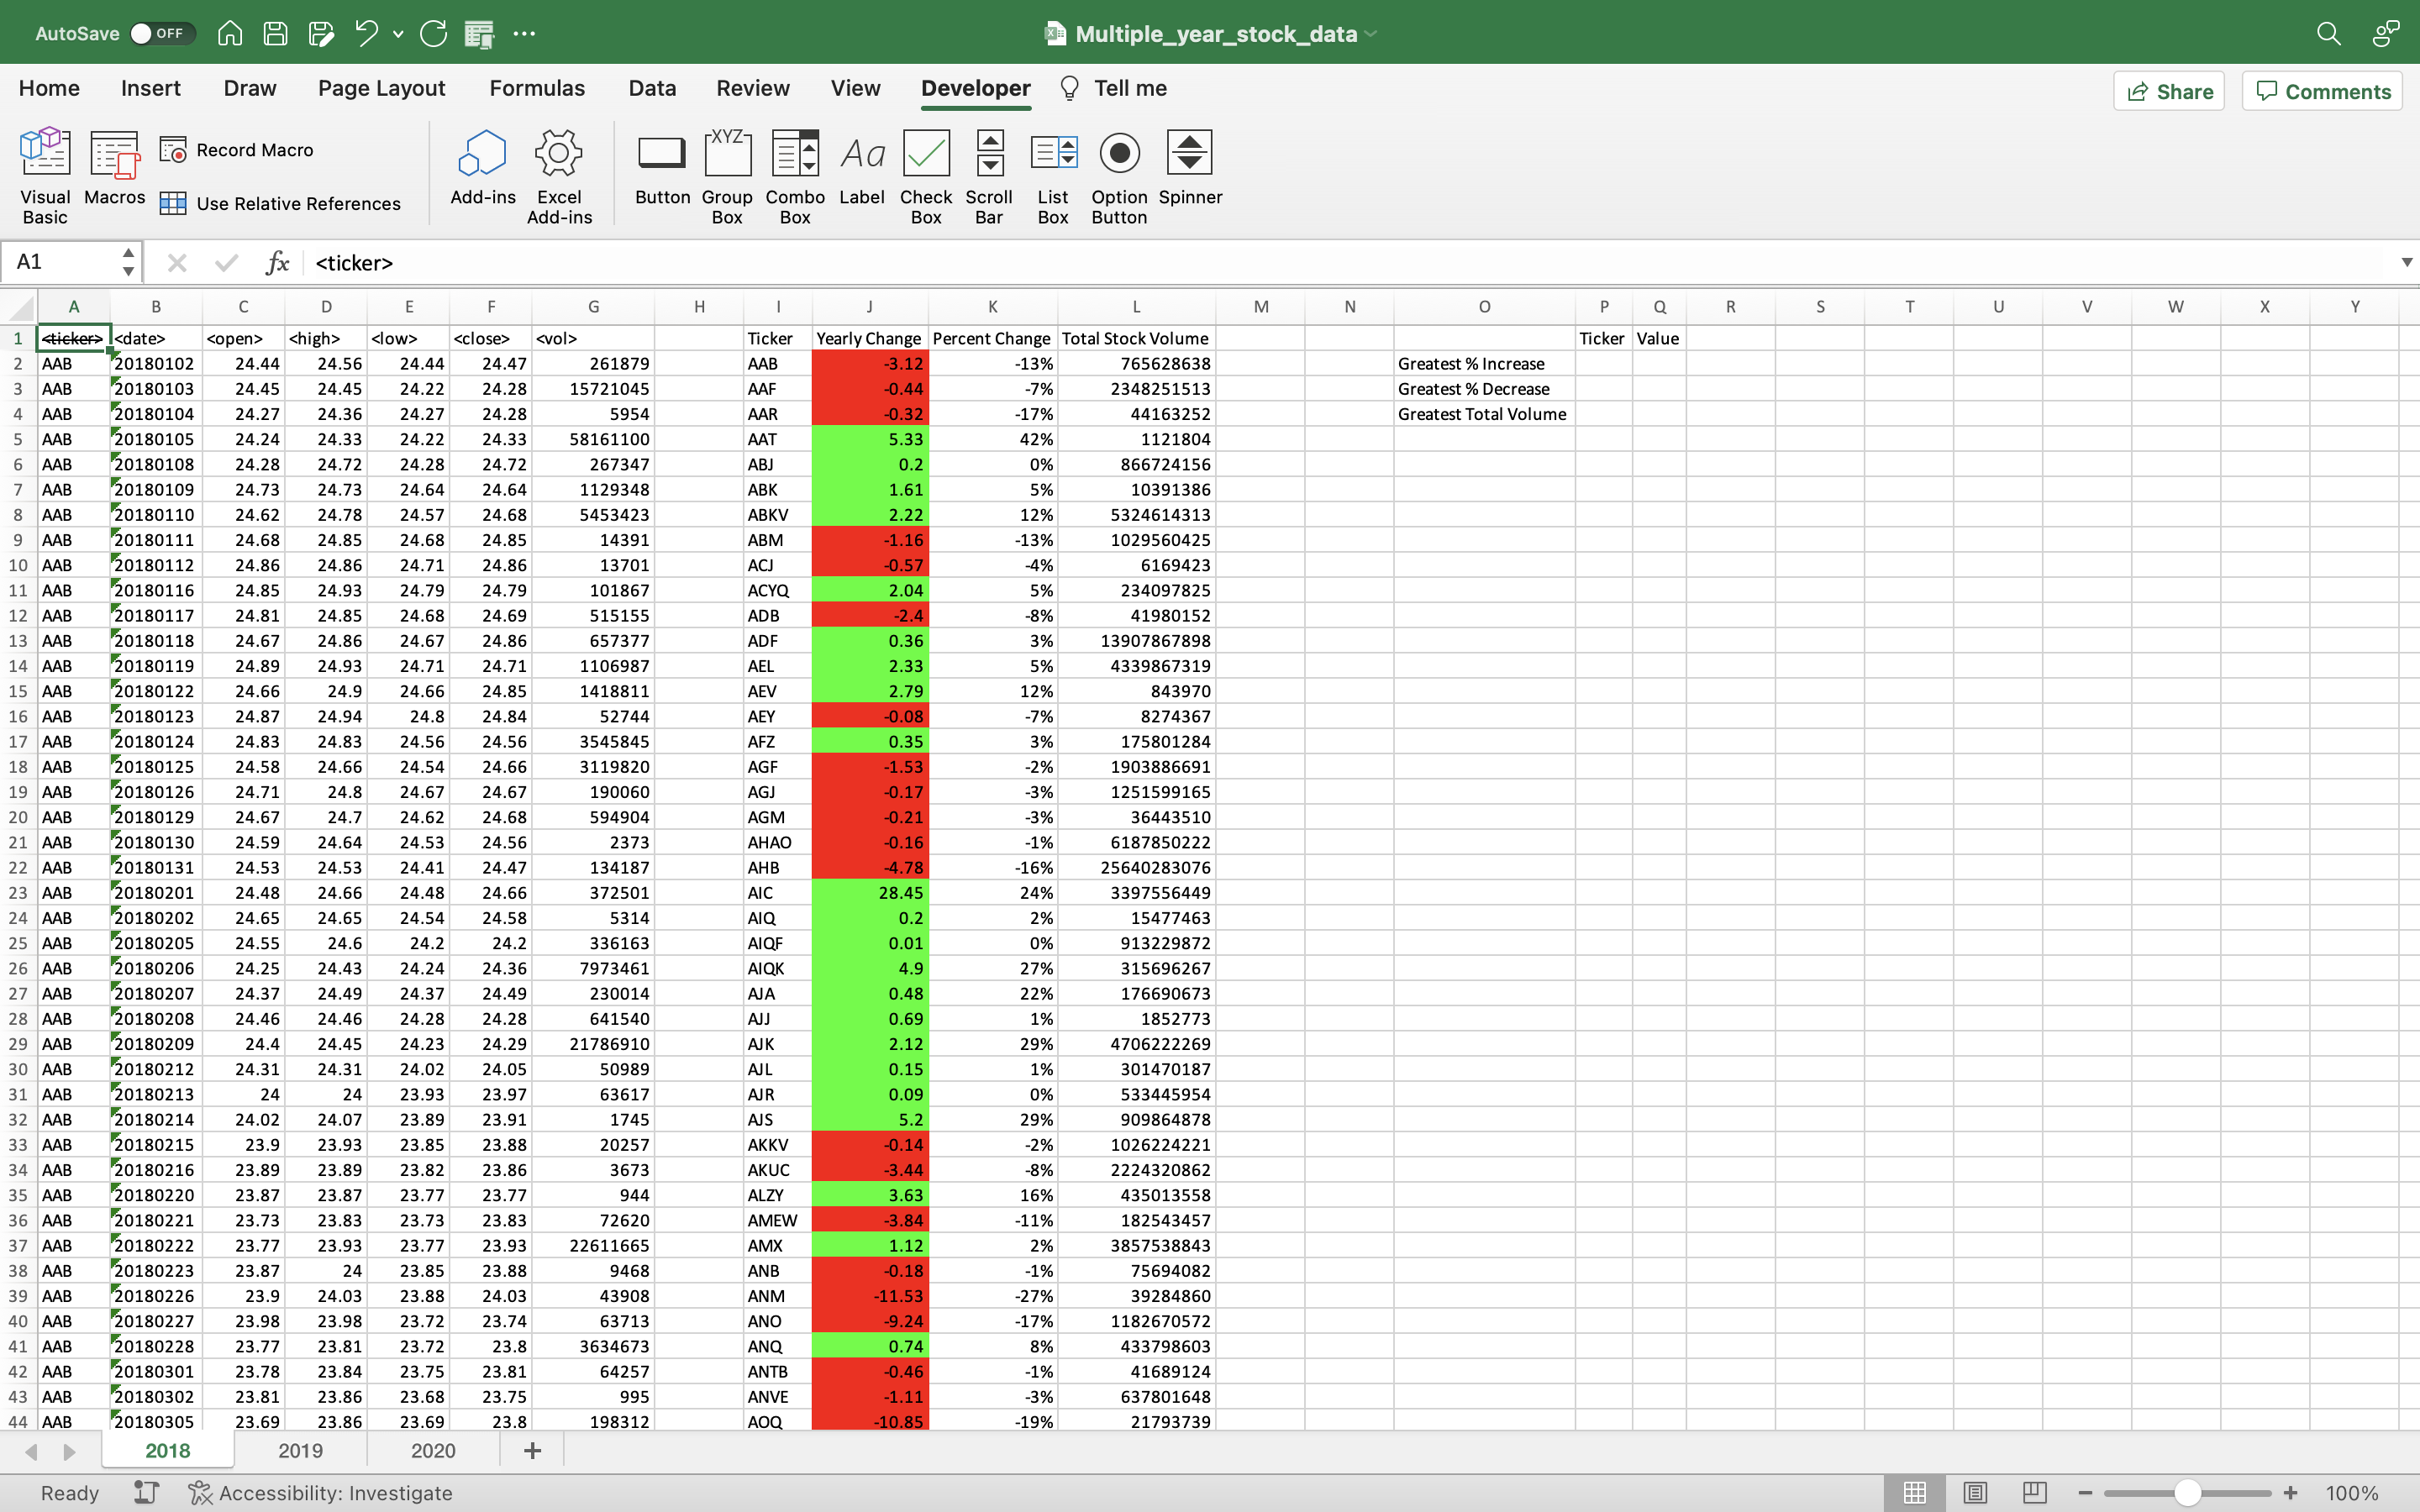 AutoSave OFF Multiple_year_stock_data
Home Insert Draw Page Layout Formulas Data Review View Developer Tell me Share Comments
Visual Basic Macros Record Macro Use Relative References Add-ins Excel Add-ins Button Group Box Combo Box Label Check Box Scroll Bar List Box Option Button Spinner
XYZ Aa
A1 fx <ticker>
A B C D E F G H I J K L M N O P Q R S T U V W X Y
1 <ticker> <date> <open> <high> <low> <close> <vol> Ticker Yearly Change Percent Change Total Stock Volume Ticker Value
2 AAB 20180102 24.44 24.56 24.44 24.47 261879 AAB -3.12 -13% 765628638 Greatest % Increase
3 AAB 20180103 24.45 24.45 24.22 24.28 15721045 AAF -0.44 -7% 2348251513 Greatest % Decrease
4 AAB 20180104 24.27 24.36 24.27 24.28 5954 AAR -0.32 -17% 44163252 Greatest Total Volume
5 AAB 20180105 24.24 24.33 24.22 24.33 58161100 AAT 5.33 42% 1121804
6 AAB 20180108 24.28 24.72 24.28 24.72 267347 ABJ 0.2 0% 866724156
7 AAB 20180109 24.73 24.73 24.64 24.64 1129348 ABK 1.61 5% 10391386
8 AAB 20180110 24.62 24.78 24.57 24.68 5453423 ABKV 2.22 12% 5324614313
9 AAB 20180111 24.68 24.85 24.68 24.85 14391 ABM -1.16 -13% 1029560425
10 AAB 20180112 24.86 24.86 24.71 24.86 13701 ACJ -0.57 -4% 6169423
11 AAB 20180116 24.85 24.93 24.79 24.79 101867 ACYQ 2.04 5% 234097825
12 AAB 20180117 24.81 24.85 24.68 24.69 515155 ADB -2.4 -8% 41980152
13 AAB 20180118 24.67 24.86 24.67 24.86 657377 ADF 0.36 3% 13907867898
14 AAB 20180119 24.89 24.93 24.71 24.71 1106987 AEL 2.33 5% 4339867319
15 AAB 20180122 24.66 24.9 24.66 24.85 1418811 AEV 2.79 12% 843970
16 AAB 20180123 24.87 24.94 24.8 24.84 52744 AEY -0.08 -7% 8274367
17 AAB 20180124 24.83 24.83 24.56 24.56 3545845 AFZ 0.35 3% 175801284
18 AAB 20180125 24.58 24.66 24.54 24.66 3119820 AGF -1.53 -2% 1903886691
19 AAB 20180126 24.71 24.8 24.67 24.67 190060 AGJ -0.17 -3% 1251599165
20 AAB 20180129 24.67 24.7 24.62 24.68 594904 AGM -0.21 -3% 36443510
21 AAB 20180130 24.59 24.64 24.53 24.56 2373 AHAO -0.16 -1% 6187850222
22 AAB 20180131 24.53 24.53 24.41 24.47 134187 AHB -4.78 -16% 25640283076
23 AAB 20180201 24.48 24.66 24.48 24.66 372501 AIC 28.45 24% 3397556449
24 AAB 20180202 24.65 24.65 24.54 24.58 5314 AIQ 0.2 2% 15477463
25 AAB 20180205 24.55 24.6 24.2 24.2 336163 AIQF 0.01 0% 913229872
26 AAB 20180206 24.25 24.43 24.24 24.36 7973461 AIQK 4.9 27% 315696267
27 AAB 20180207 24.37 24.49 24.37 24.49 230014 AJA 0.48 22% 176690673
28 AAB 20180208 24.46 24.46 24.28 24.28 641540 AJJ 0.69 1% 1852773
29 AAB 20180209 24.4 24.45 24.23 24.29 21786910 AJK 2.12 29% 4706222269
30 AAB 20180212 24.31 24.31 24.02 24.05 50989 AJL 0.15 1% 301470187
31 AAB 20180213 24 24 23.93 23.97 63617 AJR 0.09 0% 533445954
32 AAB 20180214 24.02 24.07 23.89 23.91 1745 AJS 5.2 29% 909864878
33 AAB 20180215 23.9 23.93 23.85 23.88 20257 AKKV -0.14 -2% 1026224221
34 AAB 20180216 23.89 23.89 23.82 23.86 3673 AKUC -3.44 -8% 2224320862
35 AAB 20180220 23.87 23.87 23.77 23.77 944 ALZY 3.63 16% 435013558
36 AAB 20180221 23.73 23.83 23.73 23.83 72620 AMEW -3.84 -11% 182543457
37 AAB 20180222 23.77 23.93 23.77 23.93 22611665 AMX 1.12 2% 3857538843
38 AAB 20180223 23.87 24 23.85 23.88 9468 ANB -0.18 -1% 75694082
39 AAB 20180226 23.9 24.03 23.88 24.03 43908 ANM -11.53 -27% 39284860
40 AAB 20180227 23.98 23.98 23.72 23.74 63713 ANO -9.24 -17% 1182670572
41 AAB 20180228 23.77 23.81 23.72 23.8 3634673 ANQ 0.74 8% 433798603
42 AAB 20180301 23.78 23.84 23.75 23.81 64257 ANTB -0.46 -1% 41689124
43 AAB 20180302 23.81 23.86 23.68 23.75 995 ANVE -1.11 -3% 637801648
44 AAB 20180305 23.69 23.86 23.69 23.8 198312 AOQ -10.85 -19% 21793739
2018 2019 2020 +
Ready Accessibility: Investigate 100%